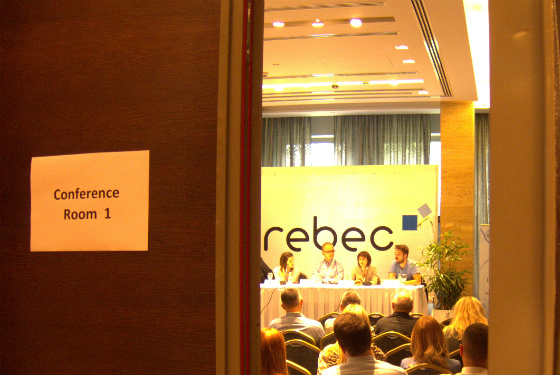 Conference
Room 1
rebec